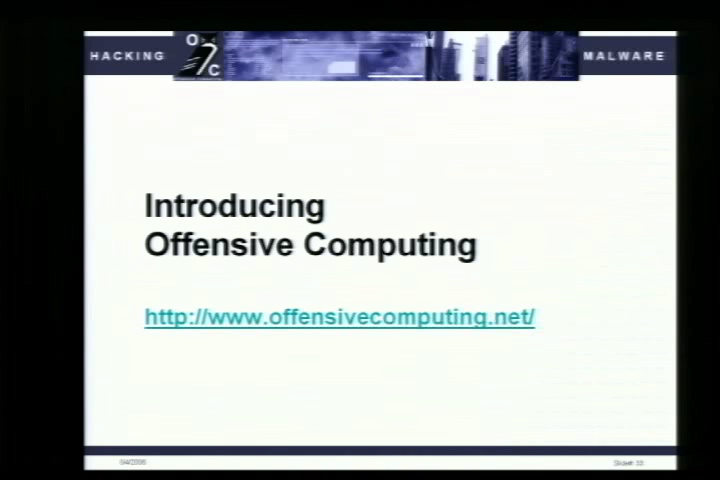 HACKING
O
C
MALWARE
Introducing
Offensive Computing
http://www.offensivecomputing.net/